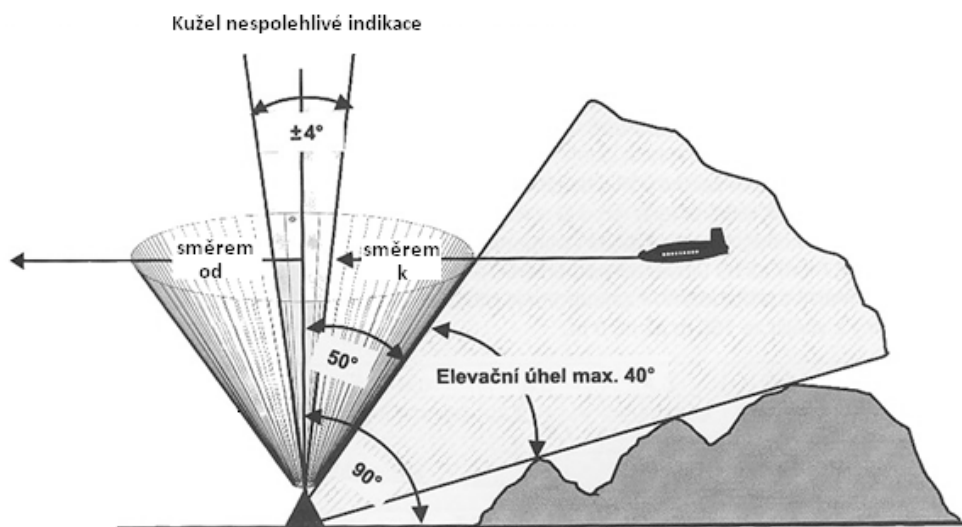 Kužel nespolehlivé indikace
±4°
směrem
od
směrem
k
50°
Elevační úhel max. 40°
90°